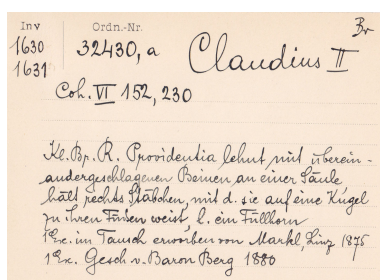 Inv Ordn.-Nr. Br
1630 32430, a Claudius II
1631
Coh. VI 152, 230
Kl. Br. R. Providentia lehnt mit überein-
andergeschlagenen Beinen an einer Säule
hält rechts Stäbchen, mit d. sie auf eine Kugel
zu ihren Füssen weist, l. ein Füllhorn
1 Ex. im Tausch erworben von Markl, Linz 1875
1 Ex. Gesch v. Baron Berg 1880